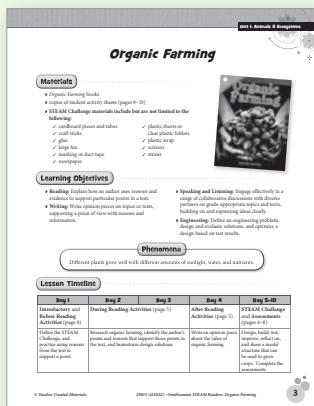 Unit 1: Animals & Ecosystems
Organic Farming
Materials
Organic Farming books
copies of student activity sheets (pages 9–19)
STEAM Challenge materials include but are not limited to the
following:
✓ cardboard pieces and tubes
✓ craft sticks
✓ glue
✓ large fan
✓ masking or duct tape
✓ newspaper
✓ plastic sheets or
clear plastic folders
✓ plastic wrap
✓ scissors
✓ straws
Learning Objectives
Reading: Explain how an author uses reasons and
evidence to support particular points in a text.
Writing: Write opinion pieces on topics or texts,
supporting a point of view with reasons and
information.
Speaking and Listening: Engage effectively in a
range of collaborative discussions with diverse
partners on grade-appropriate topics and texts,
building on and expressing ideas clearly.
Engineering: Define an engineering problem,
design and evaluate solutions, and optimize a
design based on test results.
Phenomena
Different plants grow well with different amounts of sunlight, water, and nutrients.
Lesson Timeline
Day 1
Day 2
Day 3
Day 4
Day 5–10
Introductory and
Before Reading
Activities (page 4)
During Reading Activities (page 5)
After Reading
Activities (page 5)
STEAM Challenge
and Assessments
(pages 6–8)
Define the STEAM
Challenge, and
practice using reasons
from the text to
support a point.
Research organic farming, identify the author's
points and reasons that support those points in
the text, and brainstorm design solutions.
Write an opinion piece
about the value of
organic farming.
Design, build, test,
improve, reflect on,
and share a model
structure that can
be used to grow
crops. Complete the
assessments.
© Teacher Created Materials
29801 (i31032)—Smithsonian STEAM Readers: Organic Farming
3